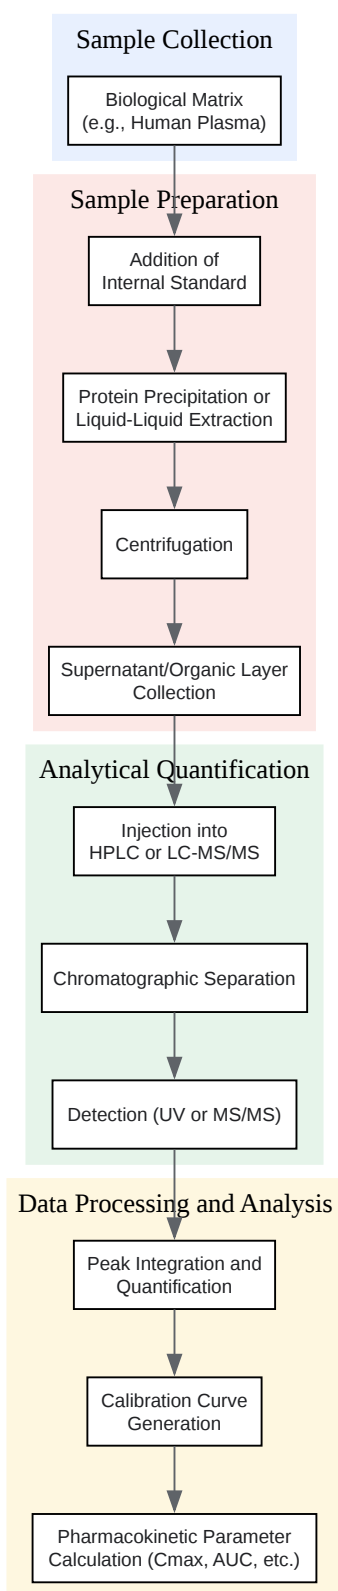 Sample Collection
Biological Matrix
(e.g., Human Plasma)
Sample Preparation
Addition of
Internal Standard
Protein Precipitation or
Liquid-Liquid Extraction
Centrifugation
Supernatant/Organic Layer
Collection
Analytical Quantification
Injection into
HPLC or LC-MS/MS
Chromatographic Separation
Detection (UV or MS/MS)
Data Processing and Analysis
Peak Integration and
Quantification
Calibration Curve
Generation
Pharmacokinetic Parameter
Calculation (Cmax, AUC, etc.)